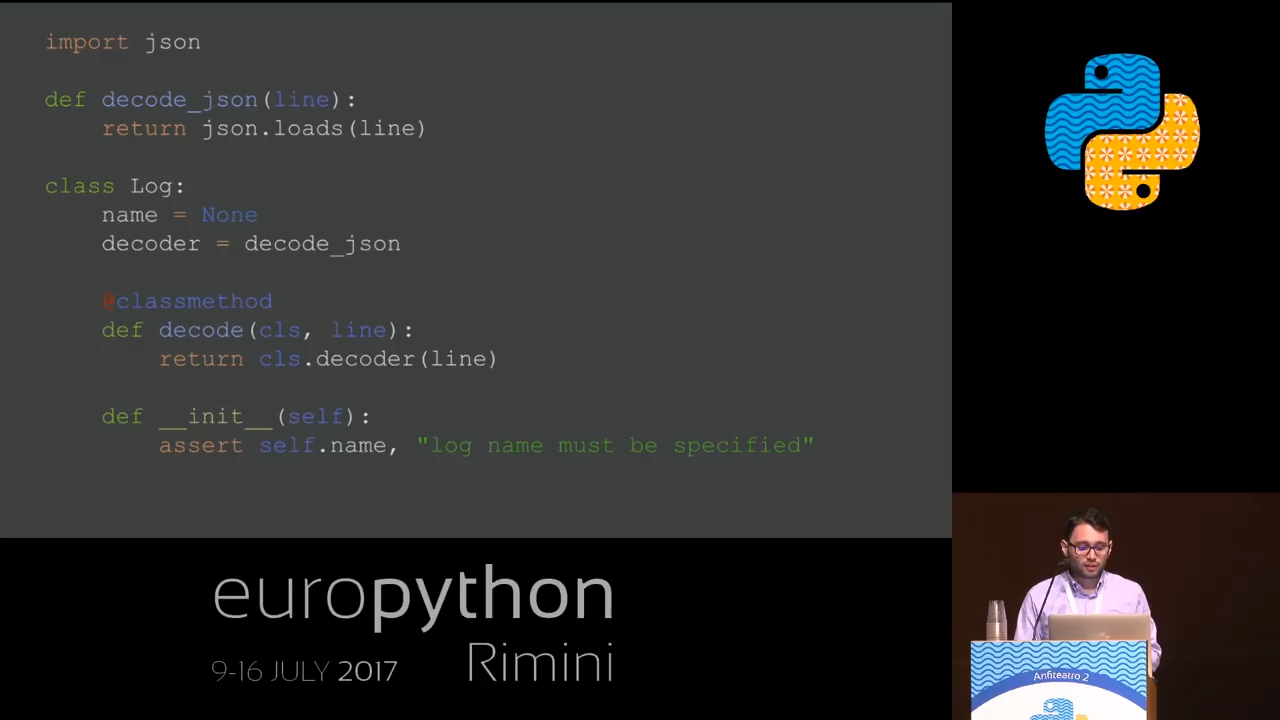 import json
def decode_json(line):
    return json.loads(line)
class Log:
    name = None
    decoder = decode_json
    @classmethod
    def decode(cls, line):
        return cls.decoder(line)
    def __init__(self):
        assert self.name, "log name must be specified"
europython
9-16 JULY 2017 Rimini
Anfiteatro 2